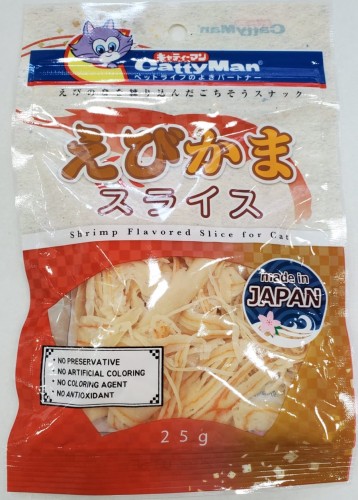 CattyMan
キャティーマン
CattyMan
ペットライフのよきパートナー
えびの身を練り込んだごちそうスナック
えびかま
スライス
Shrimp Flavored Slice for Cat
made in
JAPAN
• NO PRESERVATIVE
• NO ARTIFICIAL COLORING
• NO COLORING AGENT
• NO ANTIOXIDANT
25g